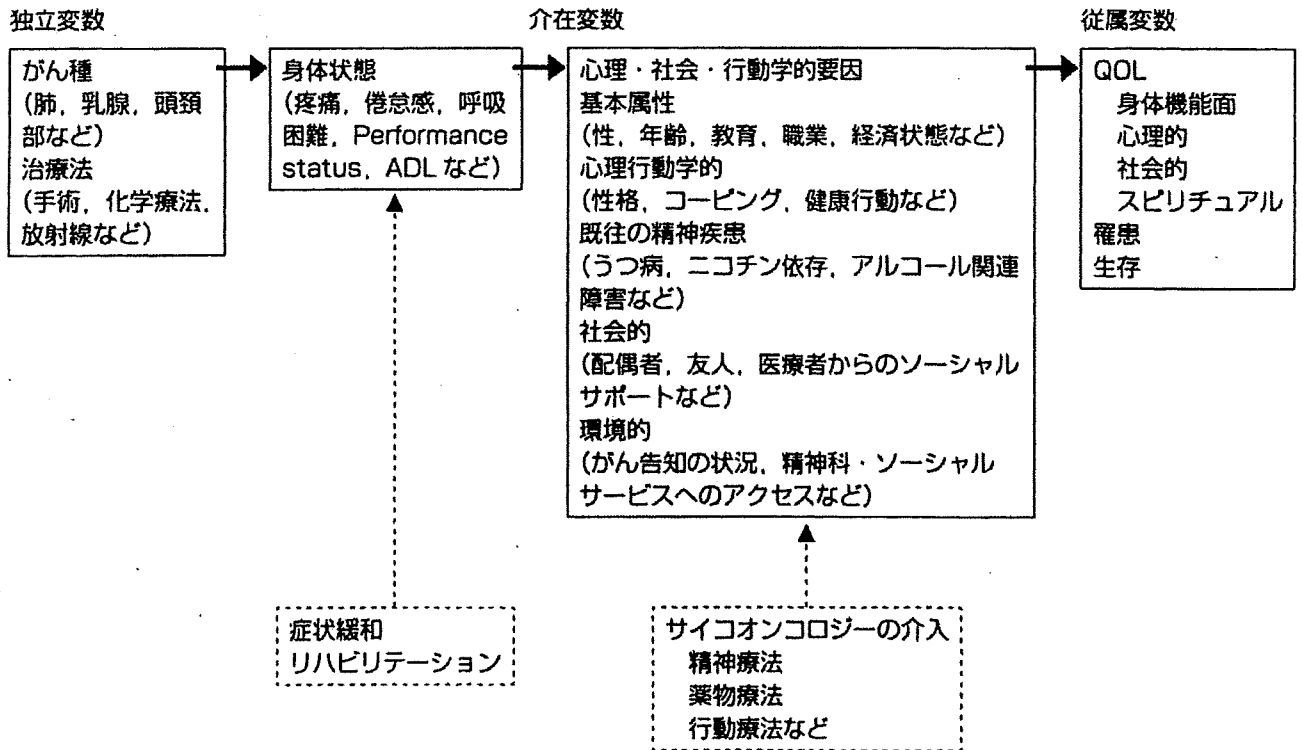 独立変数
介在変数
従属変数
がん種
(肺，乳腺，頭頚
部など)
治療法
(手術，化学療法，
放射線など)
身体状態
(疼痛，倦怠感，呼吸
困難，Performance
status，ADLなど)
心理・社会・行動学的要因
基本属性
(性，年齢，教育，職業，経済状態など)
心理行動学的
(性格，コーピング，健康行動など)
既往の精神疾患
(うつ病，ニコチン依存，アルコール関連
障害など)
社会的
(配偶者，友人，医療者からのソーシャル
サポートなど)
環境的
(がん告知の状況，精神科・ソーシャル
サービスへのアクセスなど)
QOL
身体機能面
心理的
社会的
スピリチュアル
罹患
生存
症状緩和
リハビリテーション
サイコオンコロジーの介入
精神療法
薬物療法
行動療法など